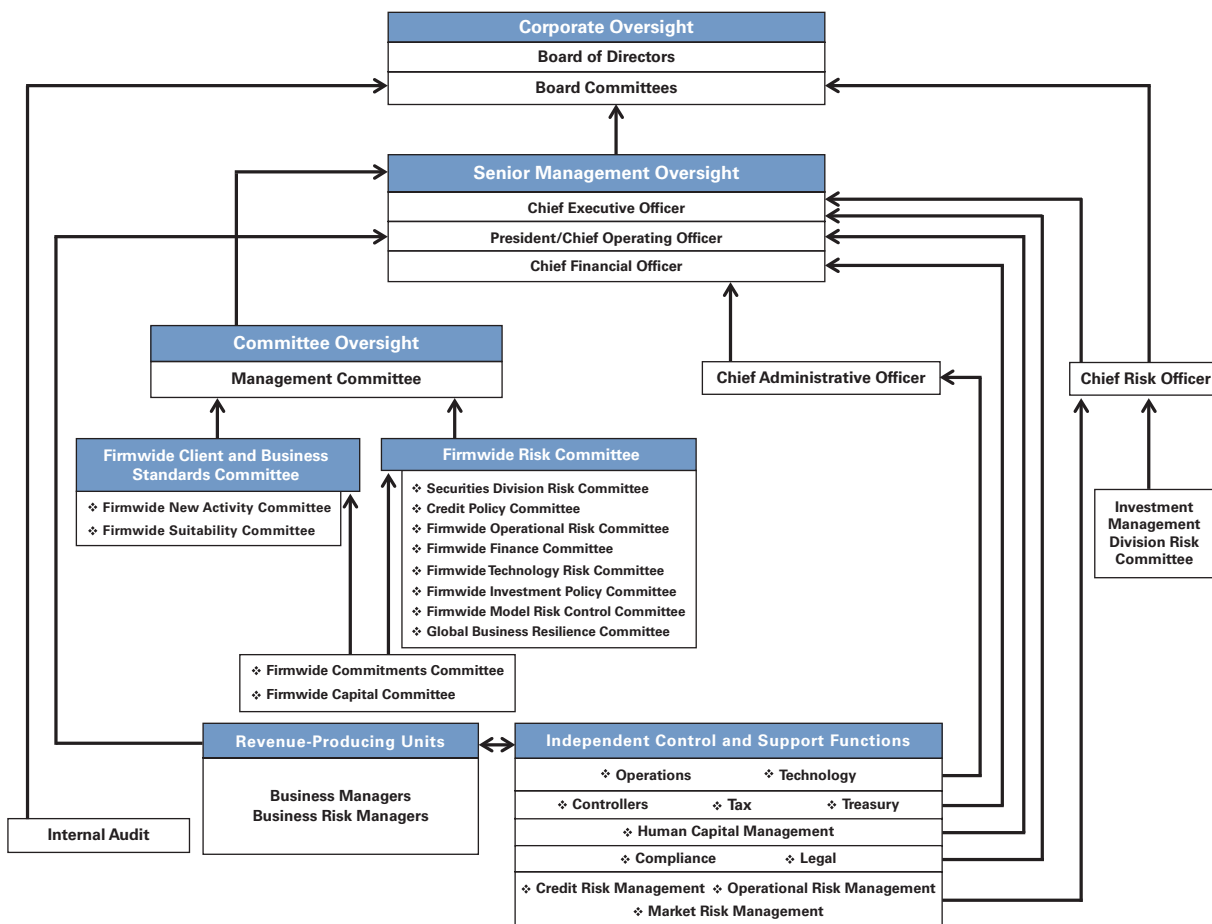 Corporate Oversight
Board of Directors
Board Committees
Senior Management Oversight
Chief Executive Officer
President/Chief Operating Officer
Chief Financial Officer
Committee Oversight
Management Committee
Chief Administrative Officer
Chief Risk Officer
Firmwide Client and Business
Standards Committee
❖ Firmwide New Activity Committee
❖ Firmwide Suitability Committee
Firmwide Risk Committee
❖ Securities Division Risk Committee
❖ Credit Policy Committee
❖ Firmwide Operational Risk Committee
❖ Firmwide Finance Committee
❖ Firmwide Technology Risk Committee
❖ Firmwide Investment Policy Committee
❖ Firmwide Model Risk Control Committee
❖ Global Business Resilience Committee
Investment
Management
Division Risk
Committee
❖ Firmwide Commitments Committee
❖ Firmwide Capital Committee
Revenue-Producing Units
Business Managers
Business Risk Managers
Independent Control and Support Functions
❖ Operations ❖ Technology
❖ Controllers ❖ Tax ❖ Treasury
❖ Human Capital Management
❖ Compliance ❖ Legal
❖ Credit Risk Management ❖ Operational Risk Management
❖ Market Risk Management
Internal Audit